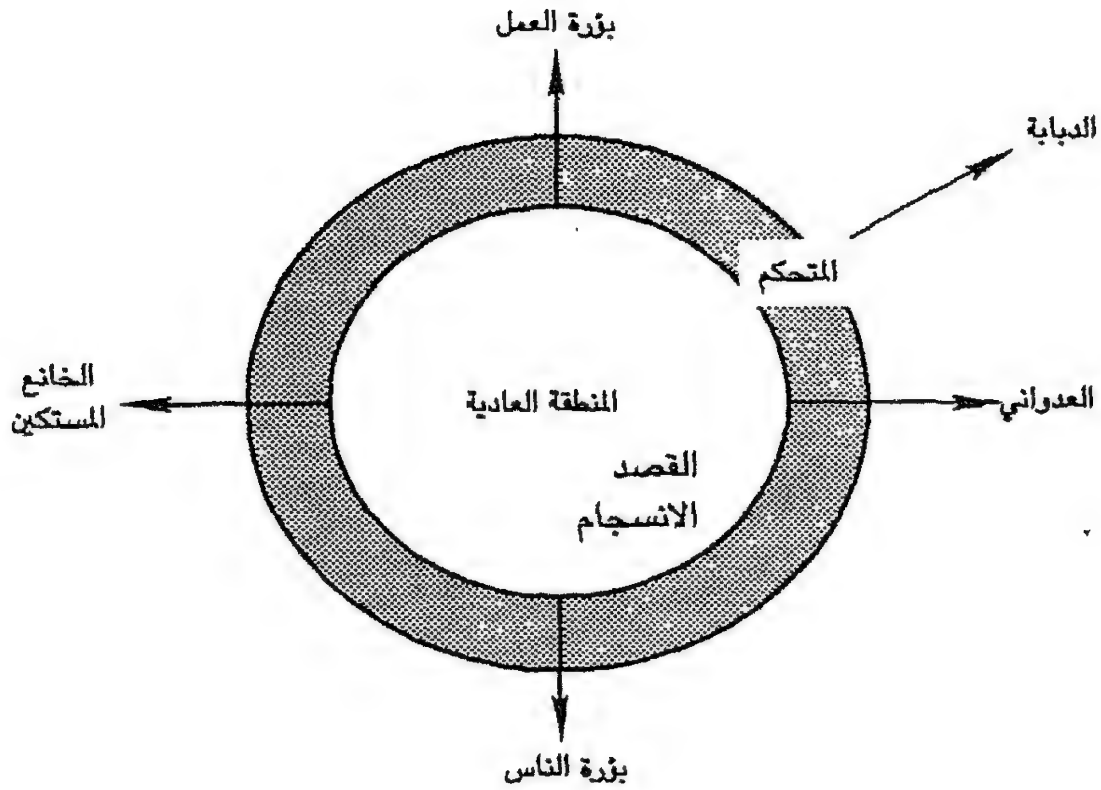 بؤرة العمل
الدبابة
المتحكم
الخانع
المستكين
المنطقة العادية
العدواني
القصد
الانسجام
بؤرة الناس